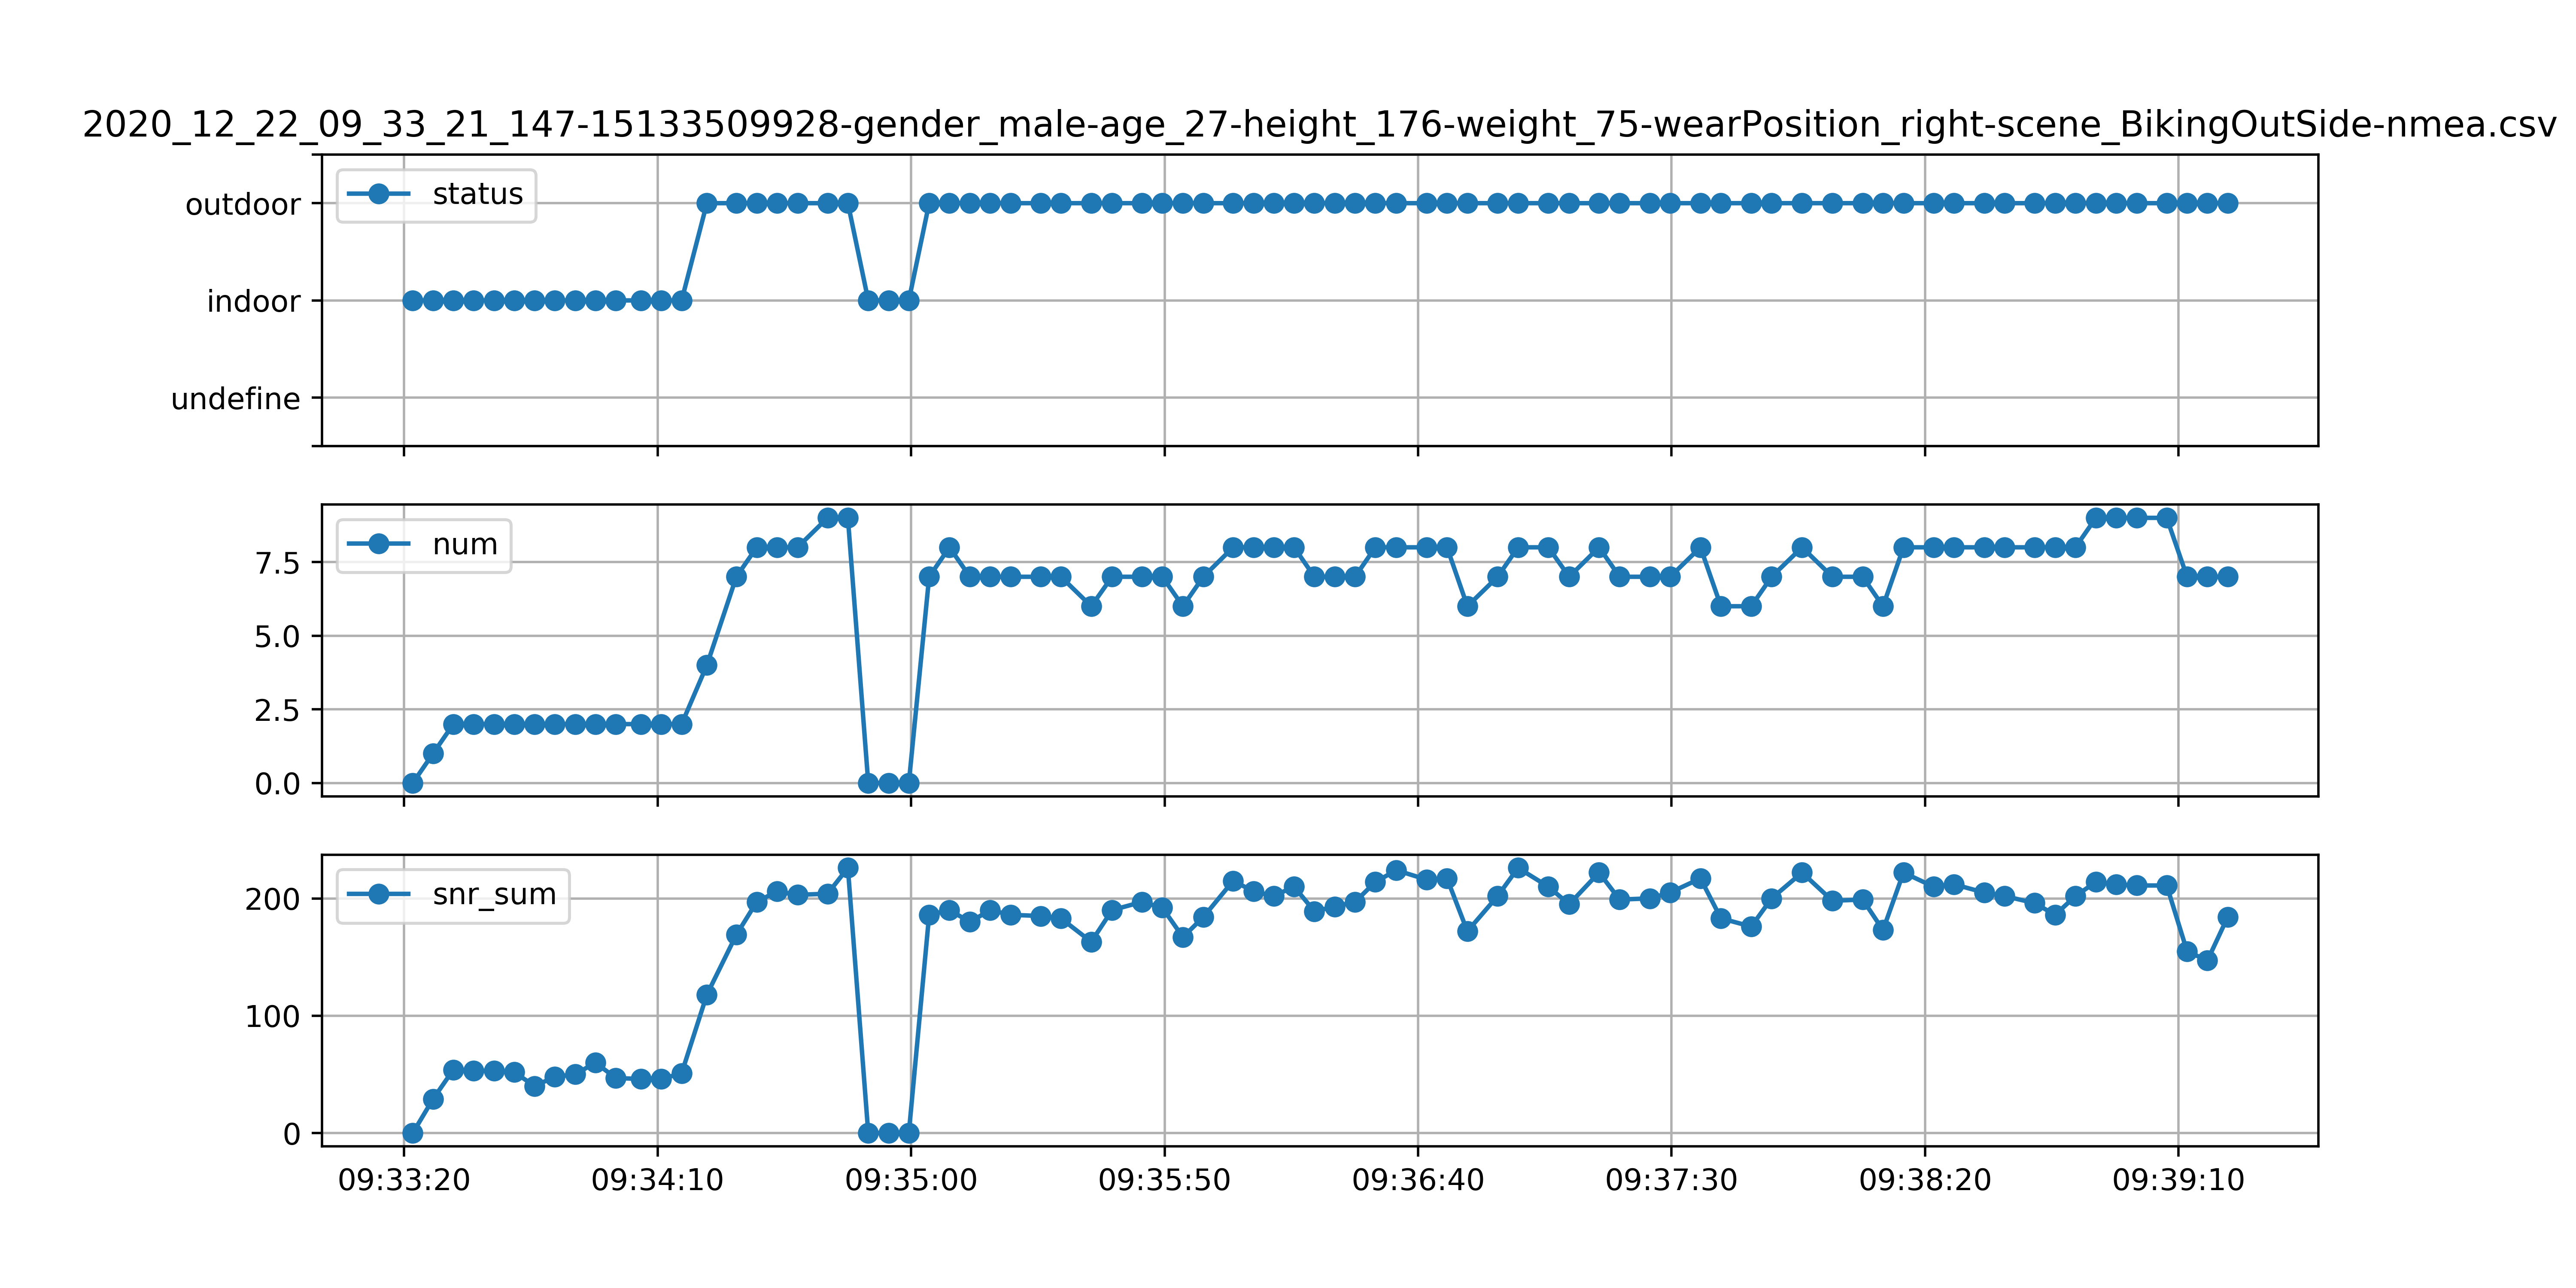 2020_12_22_09_33_21_147-15133509928-gender_male-age_27-height_176-weight_75-wearPosition_right-scene_BikingOutSide-nmea.csv
status
outdoor
indoor
undefine
num
7.5
5.0
2.5
0.0
snr_sum
200
100
0
09:33:20 09:34:10 09:35:00 09:35:50 09:36:40 09:37:30 09:38:20 09:39:10